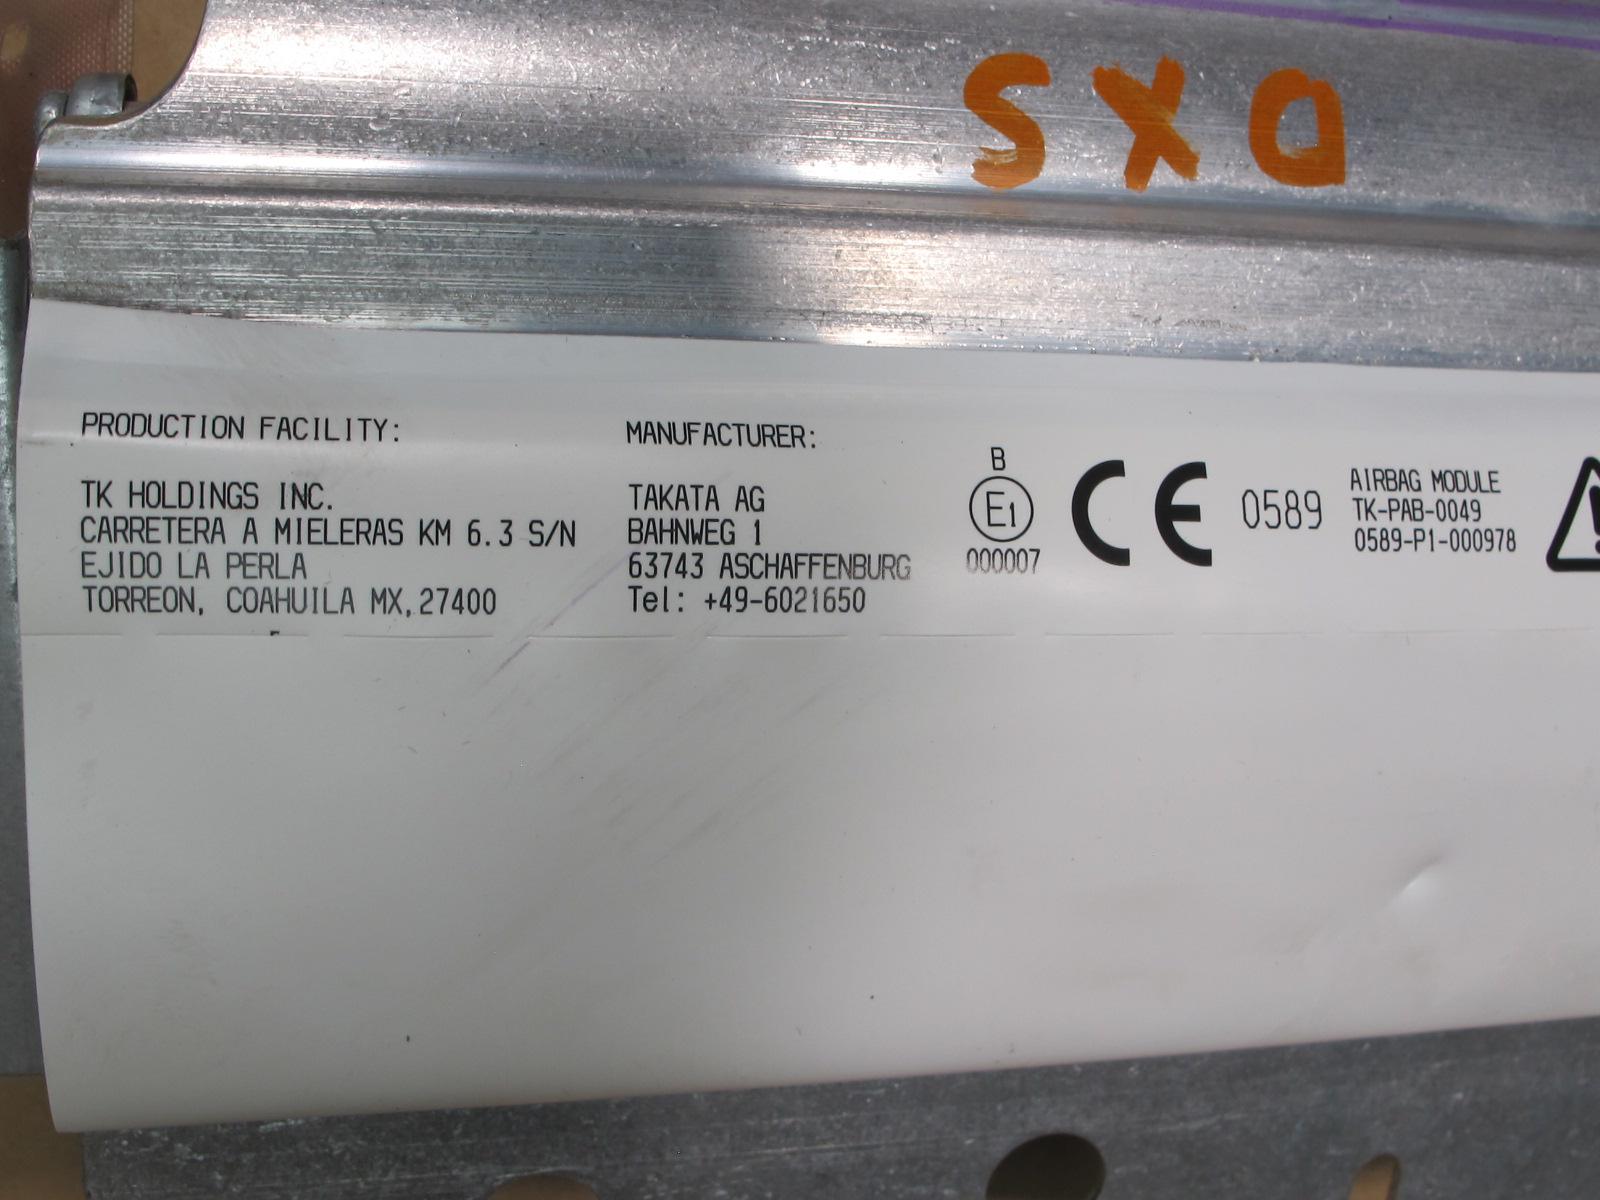 SXD
PRODUCTION FACILITY:
TK HOLDINGS INC.
CARRETERA A MIELERAS KM 6.3 S/N
EJIDO LA PERLA
TORREON, COAHUILA MX, 27400
MANUFACTURER:
TAKATA AG
BAHNWEG 1
63743 ASCHAFFENBURG
Tel: +49-6021650
B
E1
000007
CE 0589
AIRBAG MODULE
TK-PAB-0049
0589-P1-000978